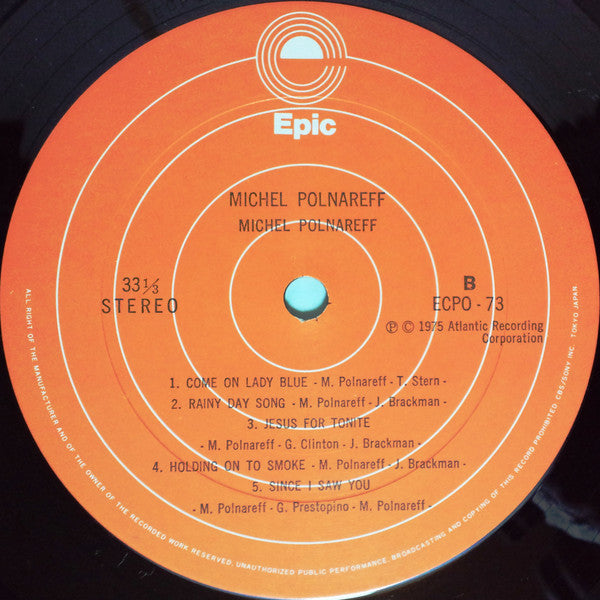 Epic
MICHEL POLNAREFF
MICHEL POLNAREFF
33⅓
STEREO
B
ECPO - 73
℗ © 1975 Atlantic Recording
Corporation
1. COME ON LADY BLUE - M. Polnareff - T. Stern -
2. RAINY DAY SONG - M. Polnareff - J. Brackman -
3. JESUS FOR TONITE
- M. Polnareff - G. Clinton - J. Brackman -
4. HOLDING ON TO SMOKE - M. Polnareff - J. Brackman -
5. SINCE I SAW YOU
- M. Polnareff - G. Prestopino - M. Polnareff -
ALL RIGHT OF THE MANUFACTURER AND OF THE OWNER OF THE RECORDED WORK RESERVED. UNAUTHORIZED PUBLIC PERFORMANCE, BROADCASTING AND COPYING OF THIS RECORD PROHIBITED. CBS/SONY INC. TOKYO JAPAN.